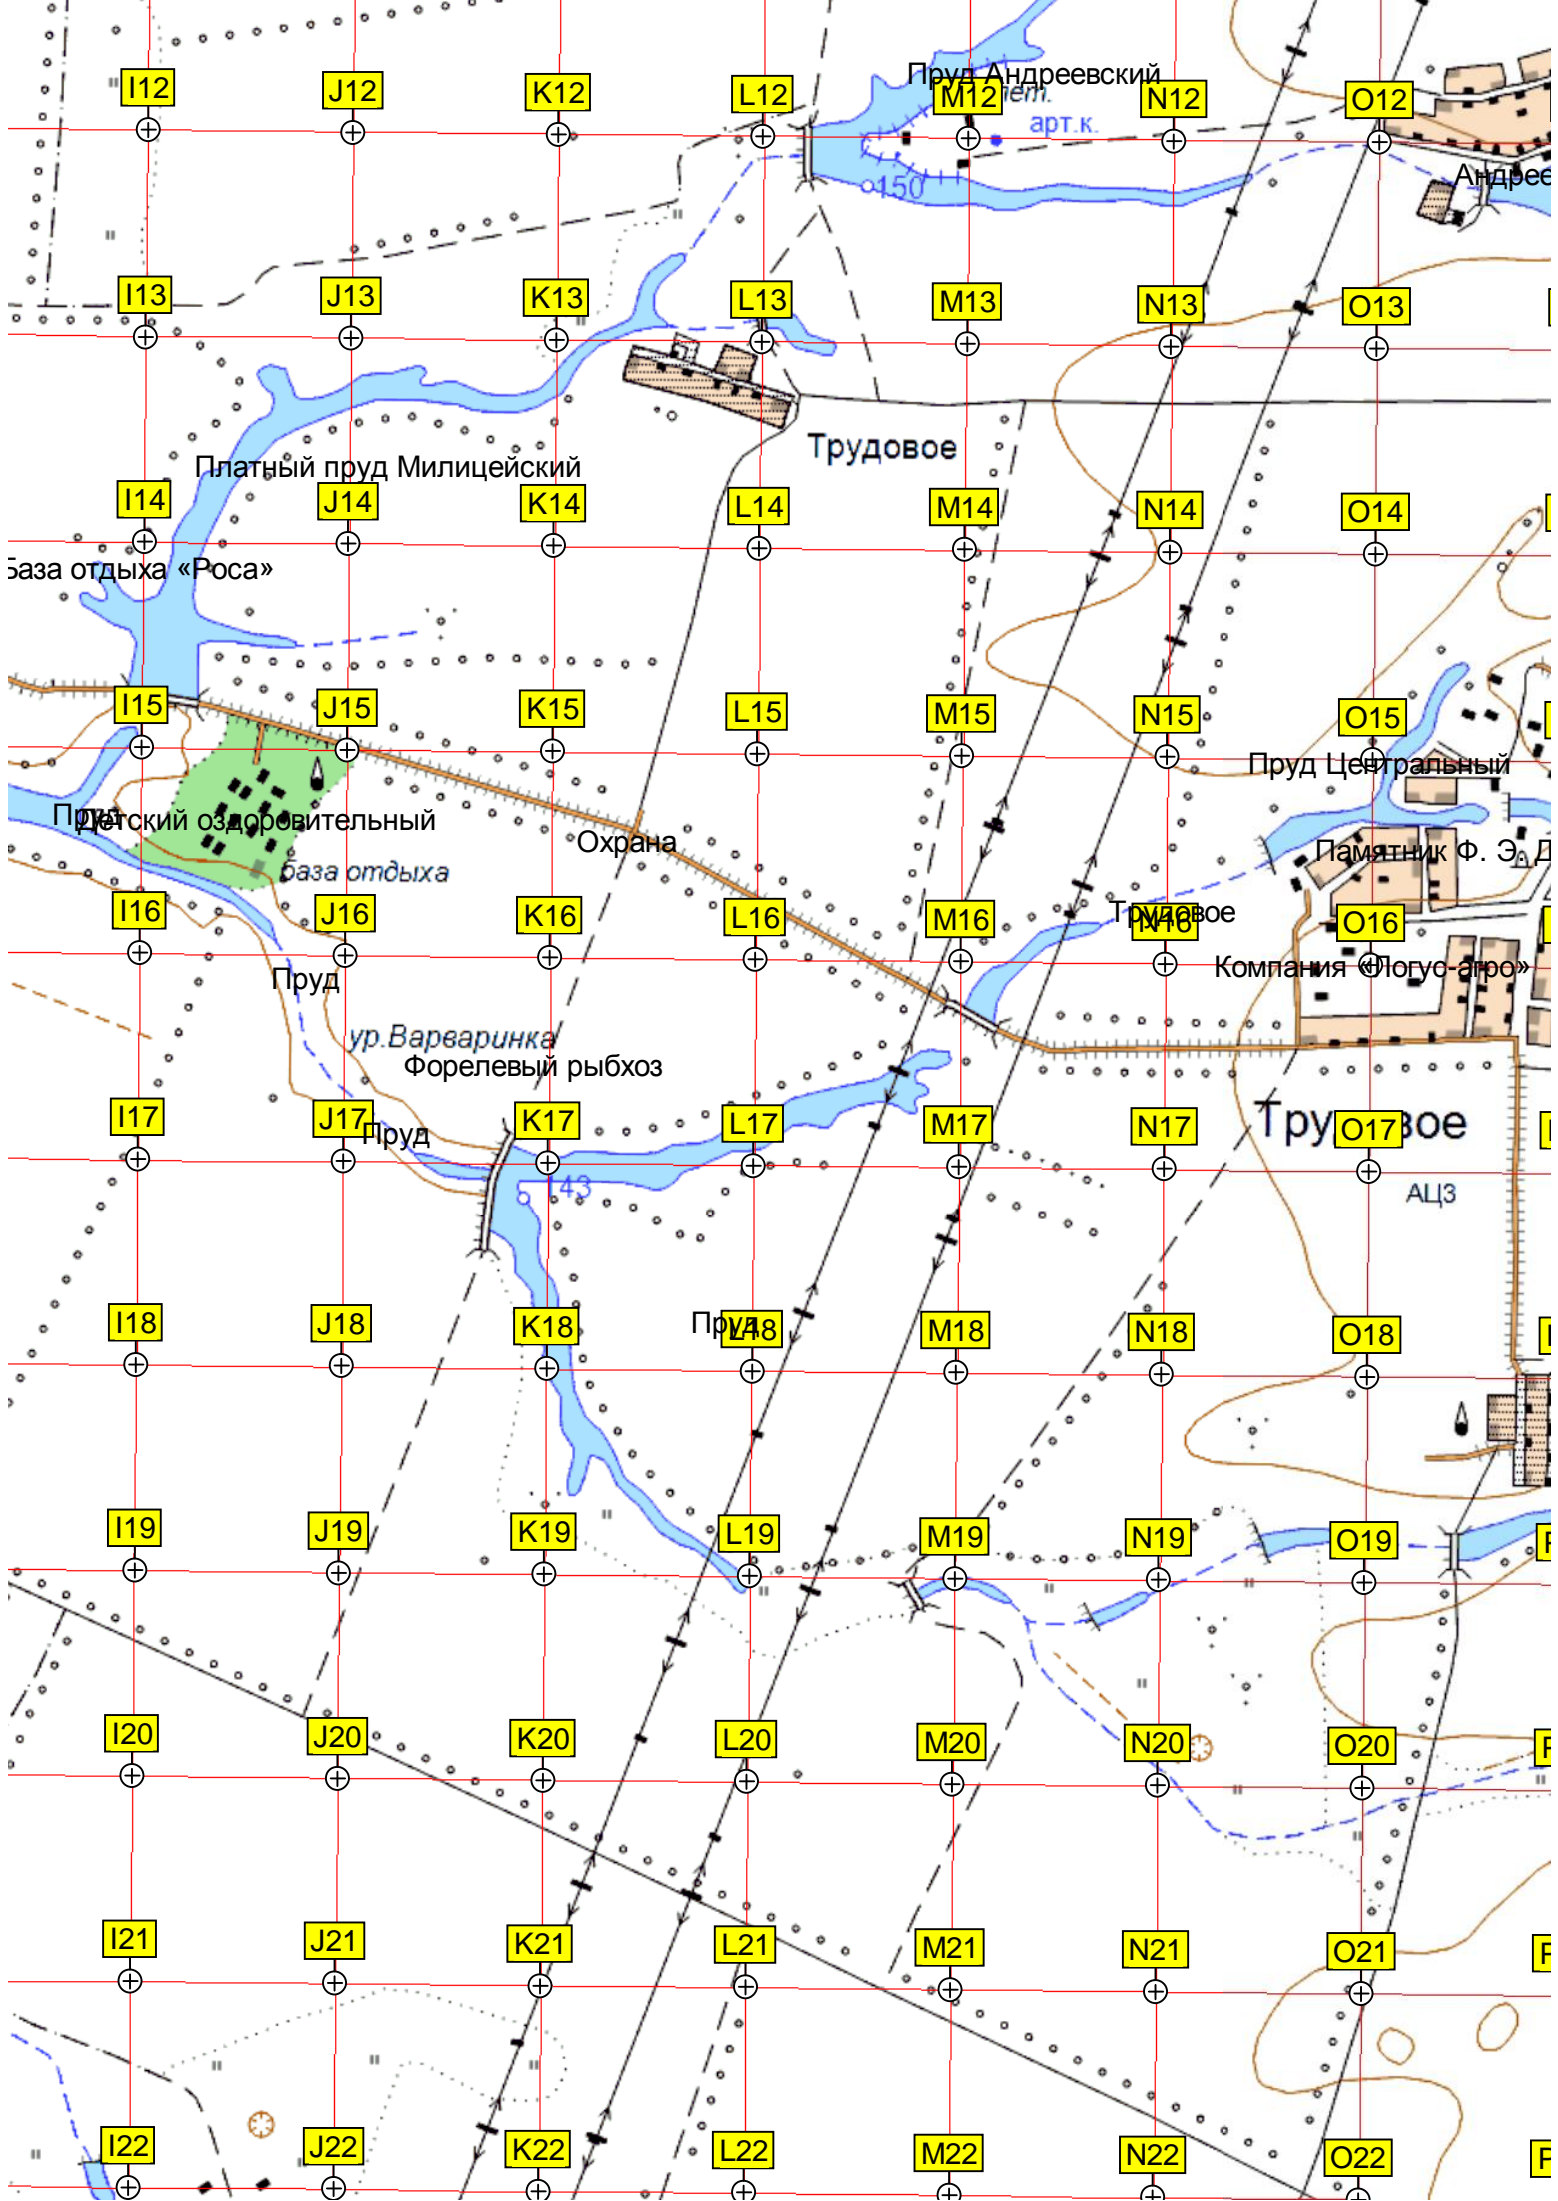 Пруд Андреевский
I12 J12 K12 L12 M12 лет. N12 O12
арт.к.
Андрее
150
I13 J13 K13 L13 M13 N13 O13
Трудовое
Платный пруд Милицейский
I14 J14 K14 L14 M14 N14 O14
База отдыха «Роса»
I15 J15 K15 L15 M15 N15 O15
Пруд Центральный
Пруд
Детский оздоровительный
Охрана
Памятник Ф. Э. Д
база отдыха
I16 J16 K16 L16 M16 N16 O16
Трудовое
Пруд
Компания «Логус-агро»
ур.Варваринка
Форелевый рыбхоз
I17 J17 K17 L17 M17 N17 O17
Трудовое
Пруд
143
АЦЗ
I18 J18 K18 L18 M18 N18 O18
Пруд
I19 J19 K19 L19 M19 N19 O19
I20 J20 K20 L20 M20 N20 O20
I21 J21 K21 L21 M21 N21 O21
I22 J22 K22 L22 M22 N22 O22